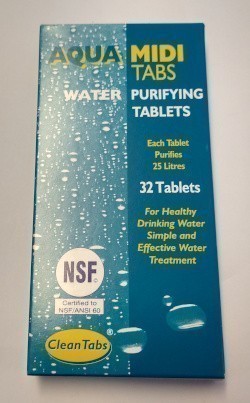 AQUA MIDI
TABS
WATER PURIFYING
TABLETS
Each Tablet
Purifies
25 Litres
32 Tablets
For Healthy
Drinking Water
Simple and
Effective Water
Treatment
NSF®
Certified to
NSF/ANSI 60
CleanTabs®